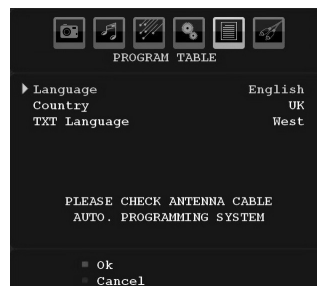 PROGRAM TABLE
Language English
Country UK
TXT Language West
PLEASE CHECK ANTENNA CABLE
AUTO. PROGRAMMING SYSTEM
Ok
Cancel